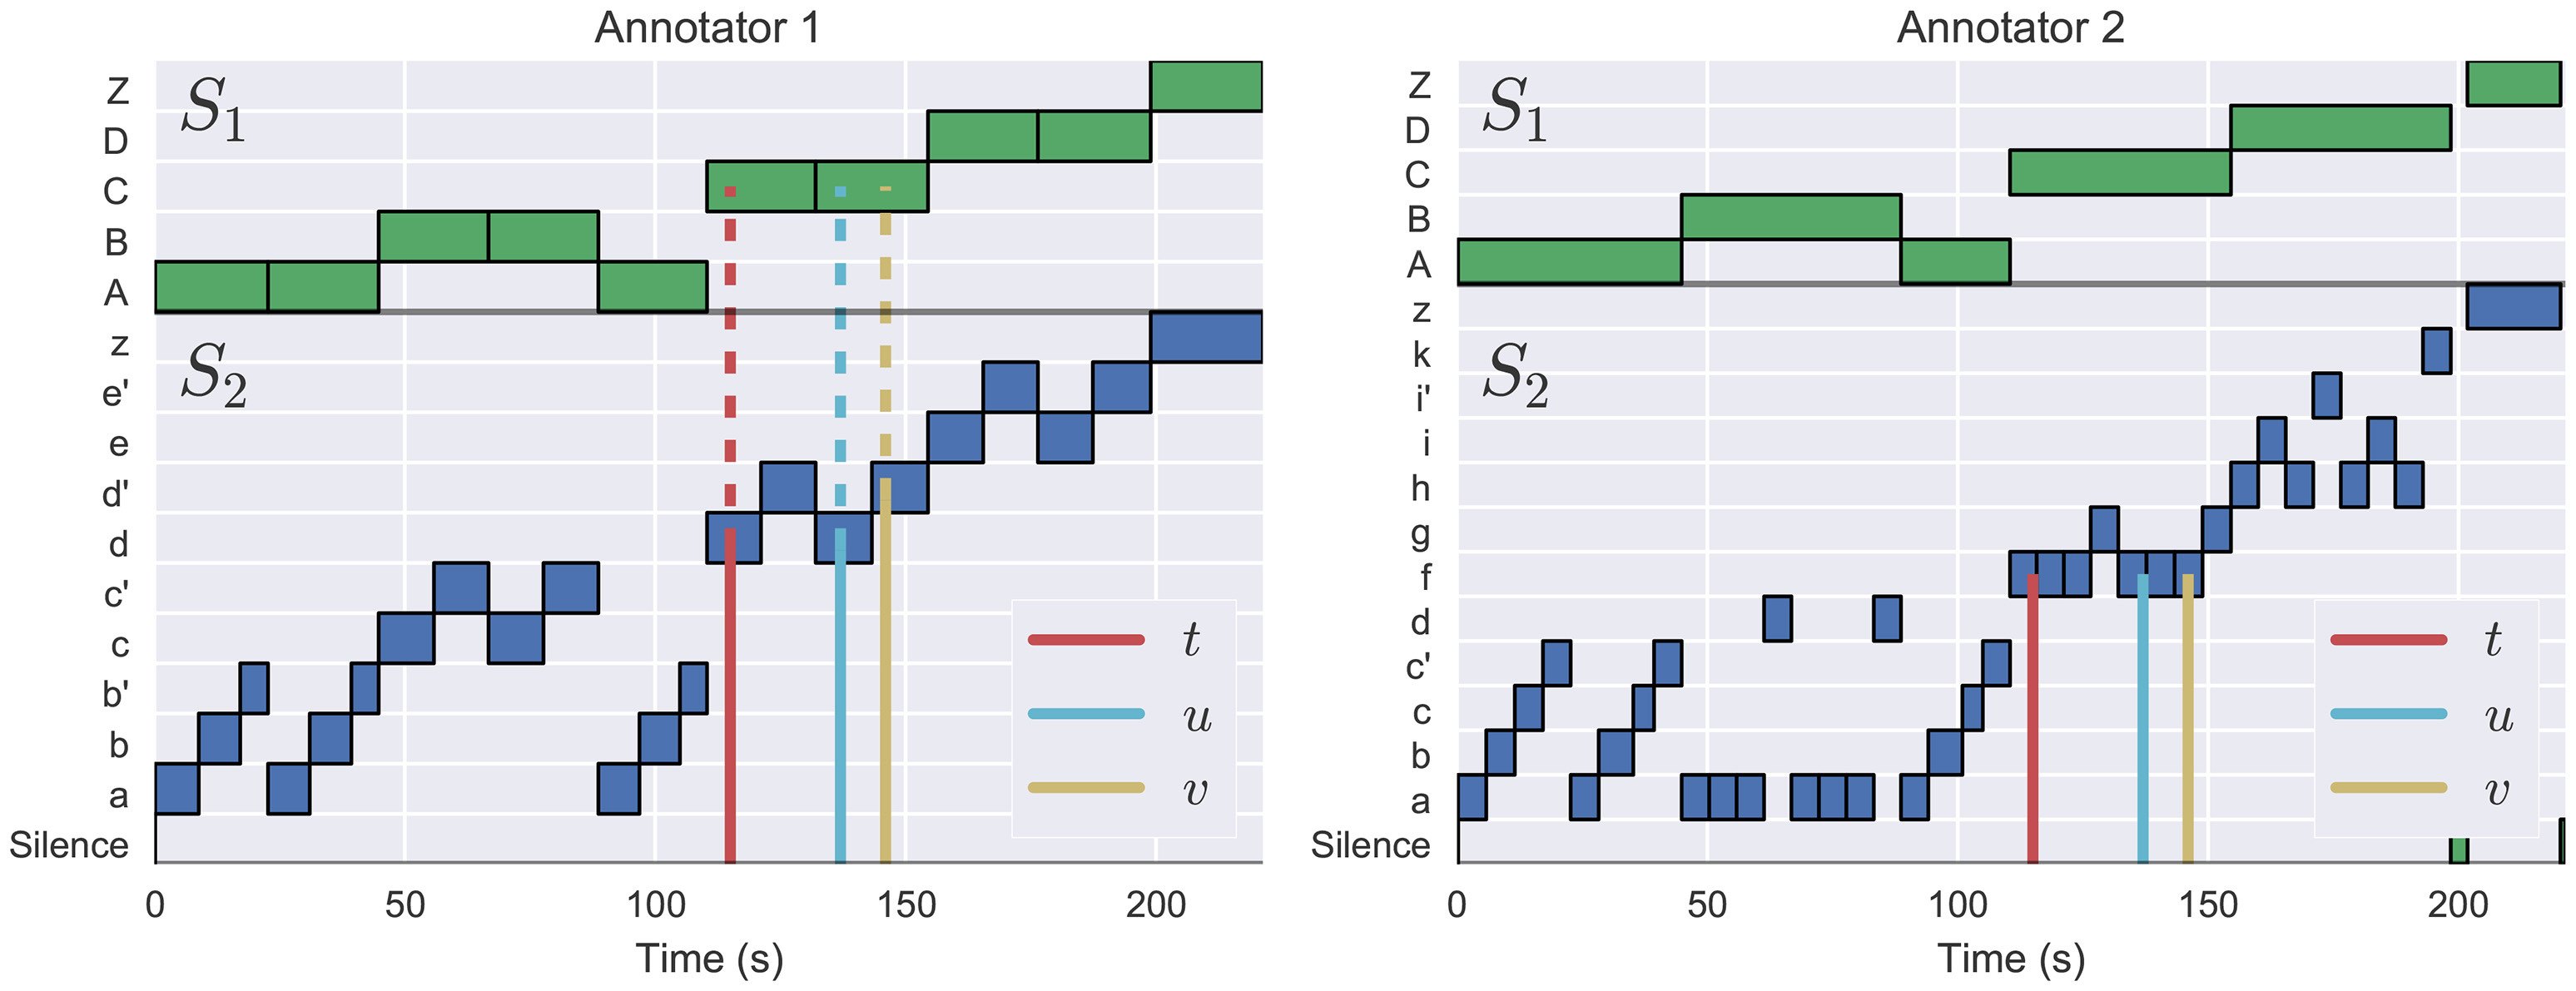 Annotator 1
S1
Z
D
C
B
A
S2
z
e'
e
d'
d
c'
c
b'
b
a
Silence
t
u
v
0 50 100 150 200
Time (s)
Annotator 2
S1
Z
D
C
B
A
S2
z
k
i'
i
h
g
f
d
c'
c
b
a
Silence
t
u
v
0 50 100 150 200
Time (s)